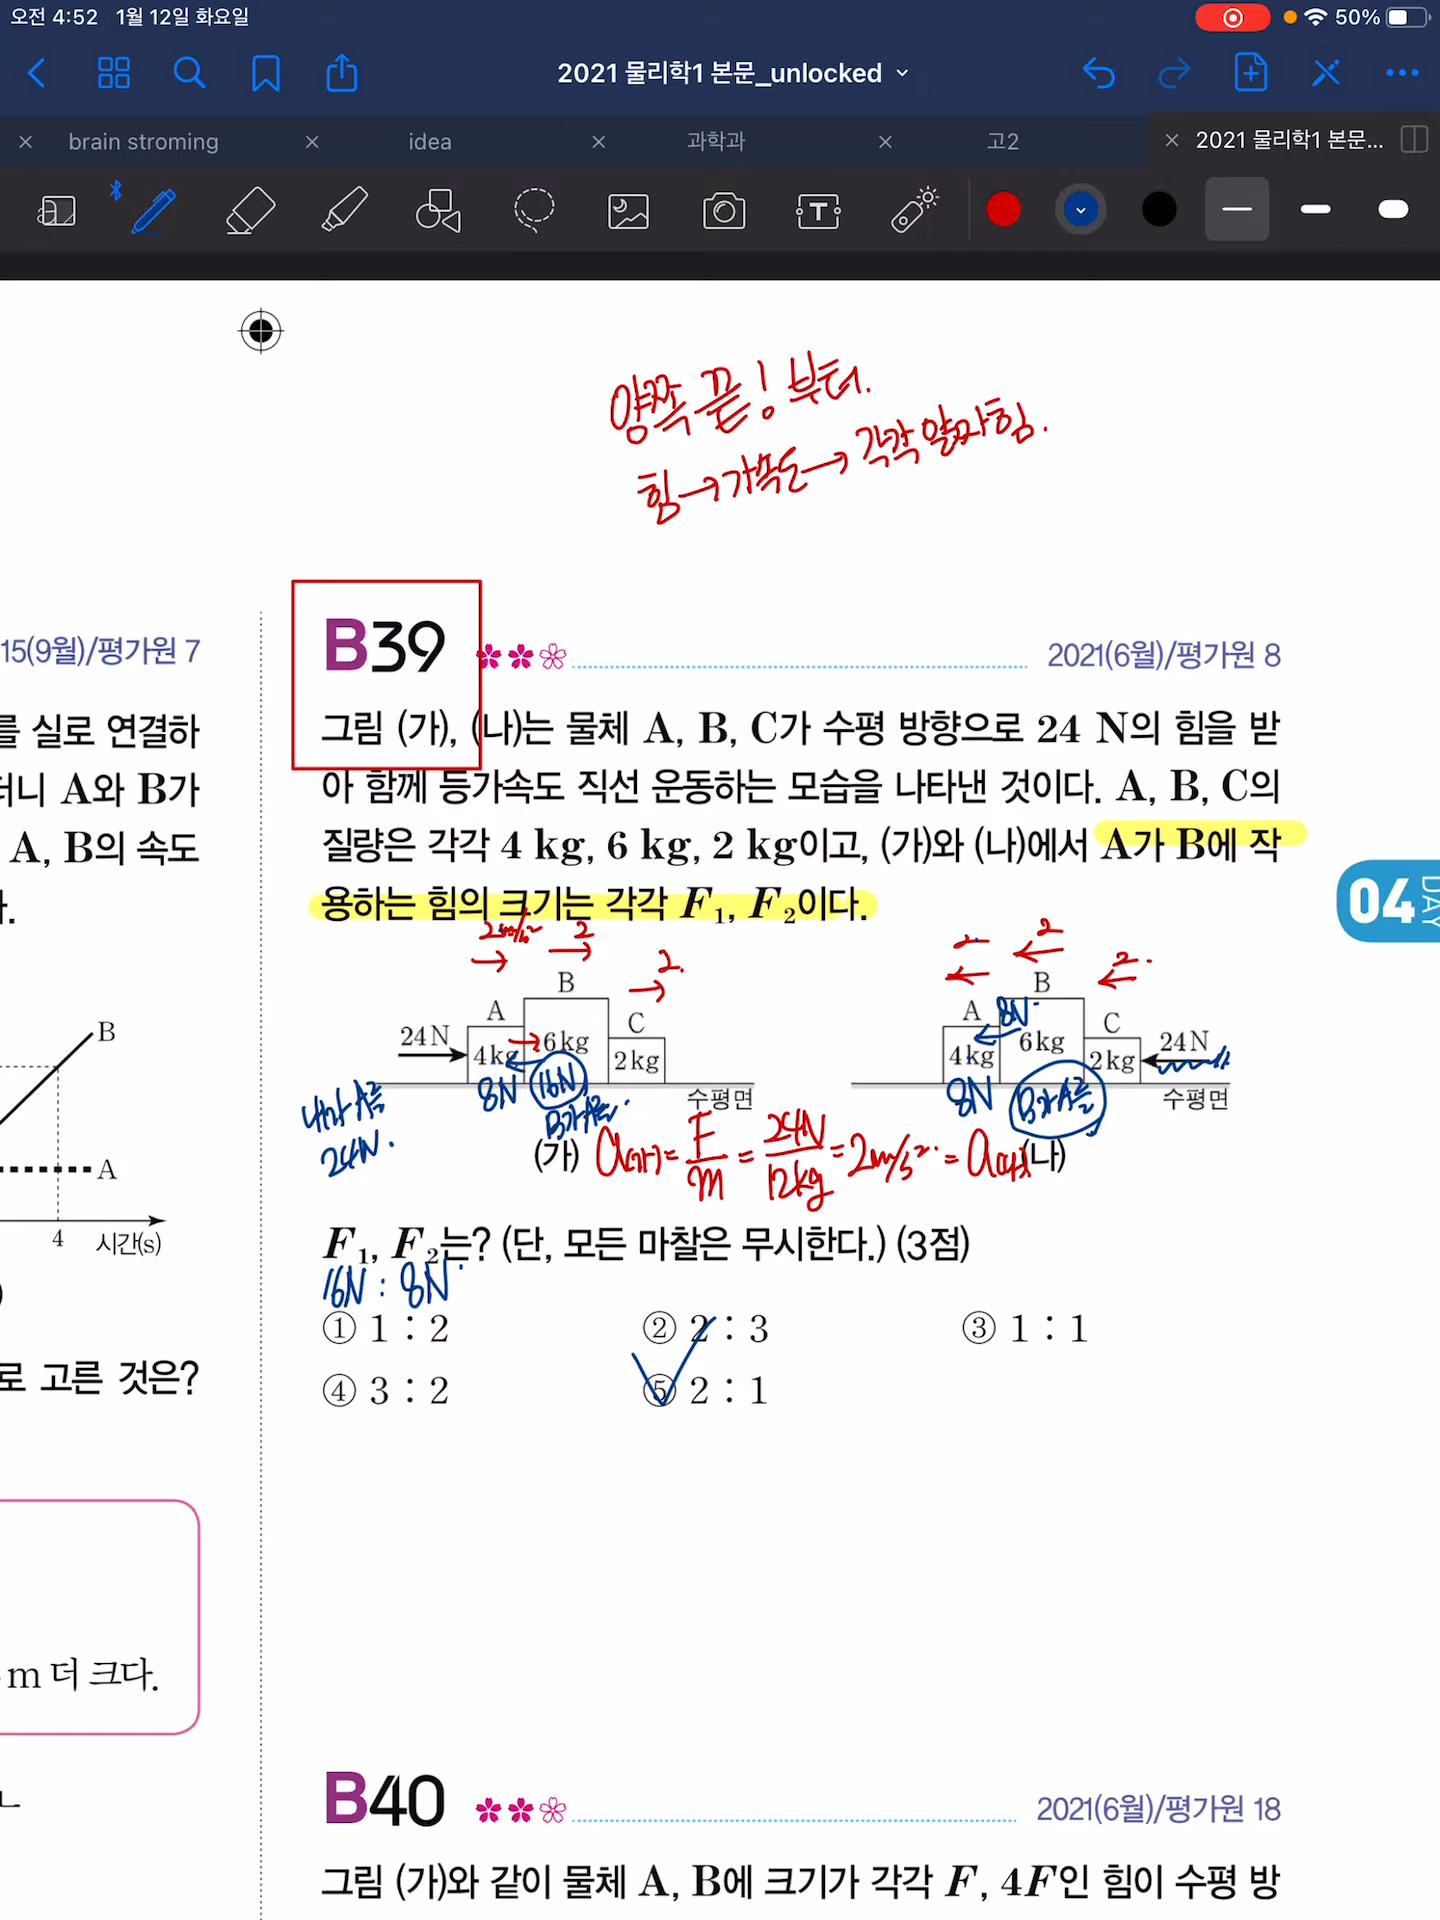 오전 4:52 1월 12일 화요일
50%
2021 물리학1 본문_unlocked
brain stroming
idea
과학과
고2
2021 물리학1 본문...
T
양쪽 끝! 부터.
힘→가속도→각각 알짜힘.
15(9월)/평가원 7
를 실로 연결하
더니 A와 B가
A, B의 속도
B
A
4 시간(s)
로 고른 것은?
m 더 크다.
B39
2021(6월)/평가원 8
그림 (가), (나)는 물체 A, B, C가 수평 방향으로 24 N의 힘을 받
아 함께 등가속도 직선 운동하는 모습을 나타낸 것이다. A, B, C의
질량은 각각 4 kg, 6 kg, 2 kg이고, (가)와 (나)에서 A가 B에 작
용하는 힘의 크기는 각각 F₁, F₂이다.
2m/s² 2 2.
B
A C
24 N
4 kg 6 kg 2 kg
8N 16N
수평면
내가 A를
24N.
(가)
2 2 2.
B
A 8N. C
4 kg 6 kg 2 kg 24 N
8N B가 A를
수평면
(나)
a(가) = F/m = 24N/12kg = 2m/s² = a(나)
F₁, F₂는? (단, 모든 마찰은 무시한다.) (3점)
16N : 8N
① 1 : 2 ② 2 : 3 ③ 1 : 1
④ 3 : 2 ⑤ 2 : 1
04
DAY
B40
2021(6월)/평가원 18
그림 (가)와 같이 물체 A, B에 크기가 각각 F, 4F인 힘이 수평 방